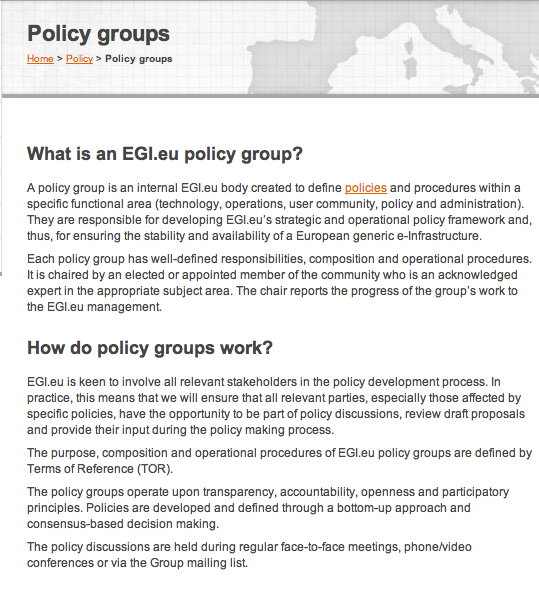 Policy groups
Home > Policy > Policy groups
What is an EGI.eu policy group?
A policy group is an internal EGI.eu body created to define policies and procedures within a
specific functional area (technology, operations, user community, policy and administration).
They are responsible for developing EGI.eu's strategic and operational policy framework and,
thus, for ensuring the stability and availability of a European generic e-Infrastructure.
Each policy group has well-defined responsibilities, composition and operational procedures.
It is chaired by an elected or appointed member of the community who is an acknowledged
expert in the appropriate subject area. The chair reports the progress of the group's work to
the EGI.eu management.
How do policy groups work?
EGI.eu is keen to involve all relevant stakeholders in the policy development process. In
practice, this means that we will ensure that all relevant parties, especially those affected by
specific policies, have the opportunity to be part of policy discussions, review draft proposals
and provide their input during the policy making process.
The purpose, composition and operational procedures of EGI.eu policy groups are defined by
Terms of Reference (TOR).
The policy groups operate upon transparency, accountability, openness and participatory
principles. Policies are developed and defined through a bottom-up approach and
consensus-based decision making.
The policy discussions are held during regular face-to-face meetings, phone/video
conferences or via the Group mailing list.